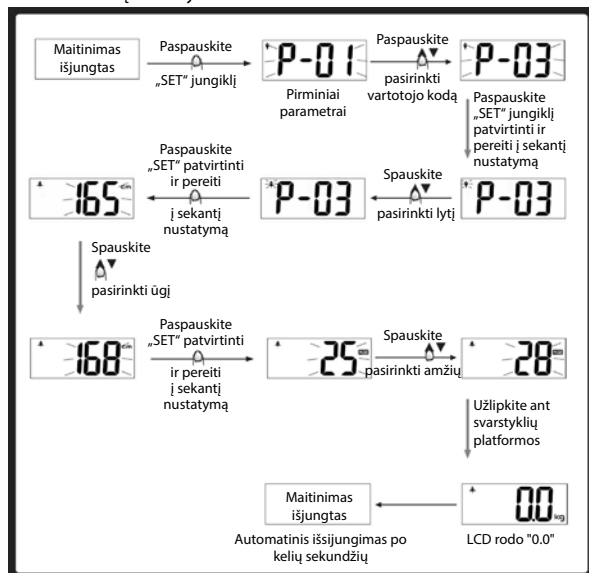 Maitinimas
išjungtas
Paspauskite
„SET“ jungiklį
P-01
Pirminiai
parametrai
Paspauskite
pasirinkti
vartotojo kodą
P-03
Paspauskite
„SET“ jungiklį
patvirtinti ir
pereiti į sekantį
nustatymą
P-03
Spauskite
pasirinkti lytį
P-03
Paspauskite
„SET“ patvirtinti
ir pereiti
į sekantį
nustatymą
165 cm
Spauskite
pasirinkti ūgį
168 cm
Paspauskite
„SET“ patvirtinti
ir pereiti
į sekantį
nustatymą
25
Spauskite
pasirinkti amžių
28
Užlipkite ant
svarstyklių
platformos
0.0 kg
LCD rodo "0.0"
Maitinimas
išjungtas
Automatinis išsijungimas po
kelių sekundžių